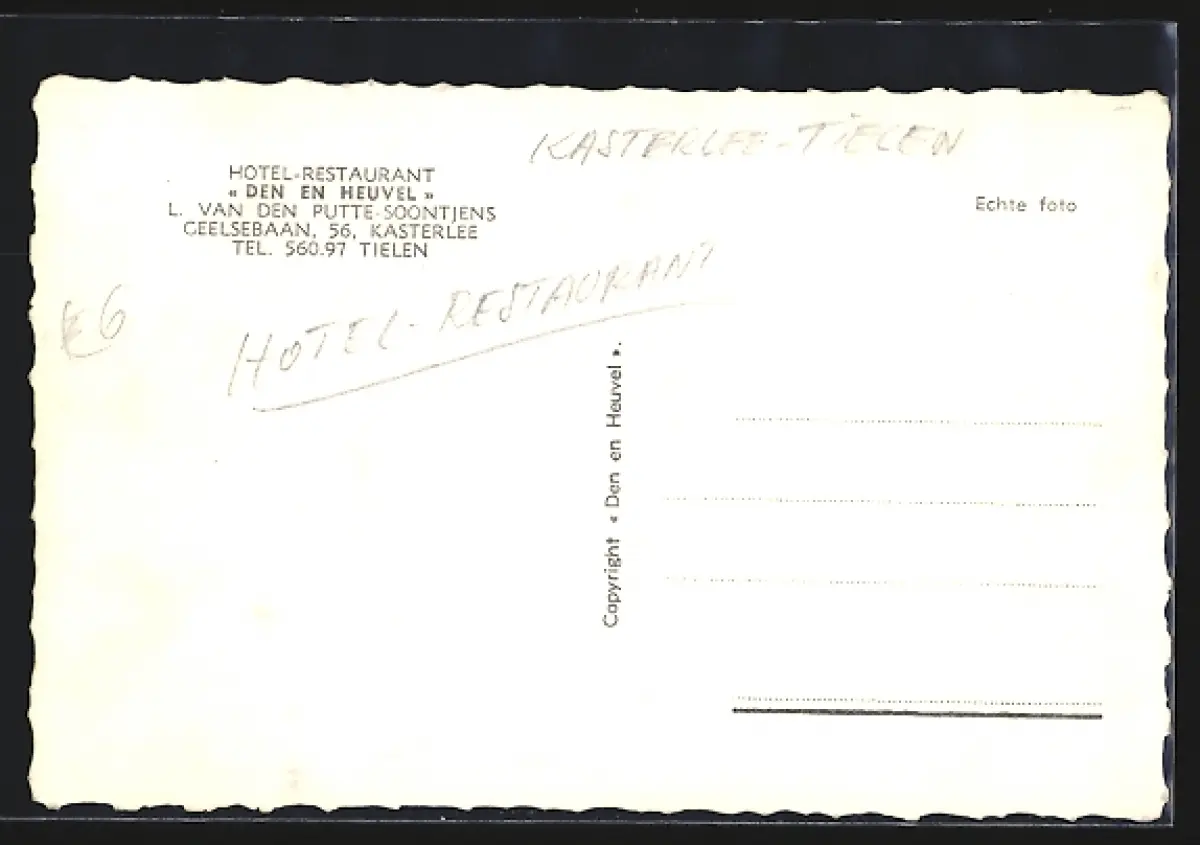 KASTERLEE-TIELEN
HOTEL-RESTAURANT
« DEN EN HEUVEL »
L. VAN DEN PUTTE-SOONTJENS
GEELSEBAAN, 56, KASTERLEE
TEL. 560.97 TIELEN
Echte foto
HOTEL-RESTAURANT
6
Copyright « Den en Heuvel ».